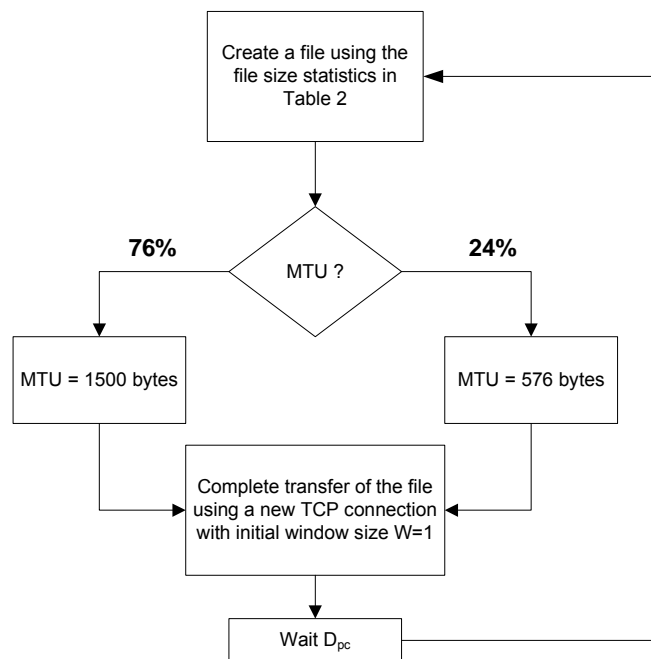 Create a file using the
file size statistics in
Table 2
76%
24%
MTU ?
MTU = 1500 bytes
MTU = 576 bytes
Complete transfer of the file
using a new TCP connection
with initial window size W=1
Wait Dpc